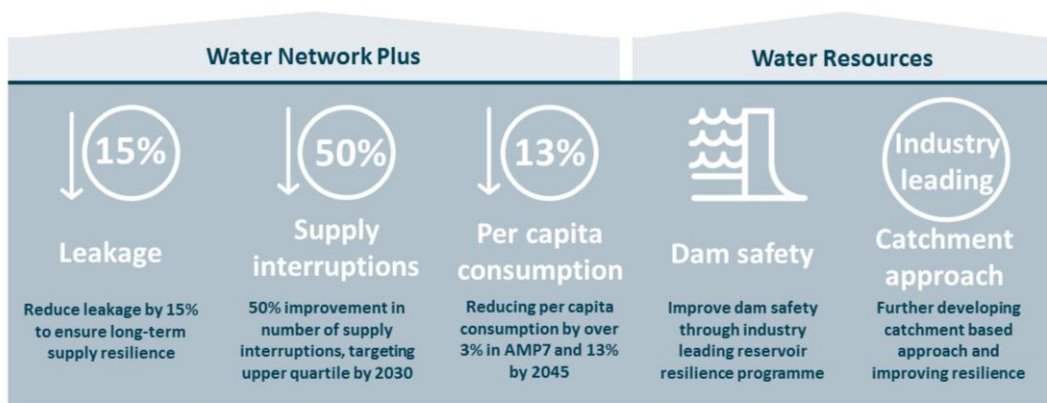 Water Network Plus
Water Resources
15%
50%
13%
Industry
leading
Leakage
Supply
interruptions
Per capita
consumption
Dam safety
Catchment
approach
Reduce leakage by 15%
to ensure long-term
supply resilience
50% improvement in
number of supply
interruptions, targeting
upper quartile by 2030
Reducing per capita
consumption by over
3% in AMP7 and 13%
by 2045
Improve dam safety
through industry
leading reservoir
resilience programme
Further developing
catchment based
approach and
improving resilience